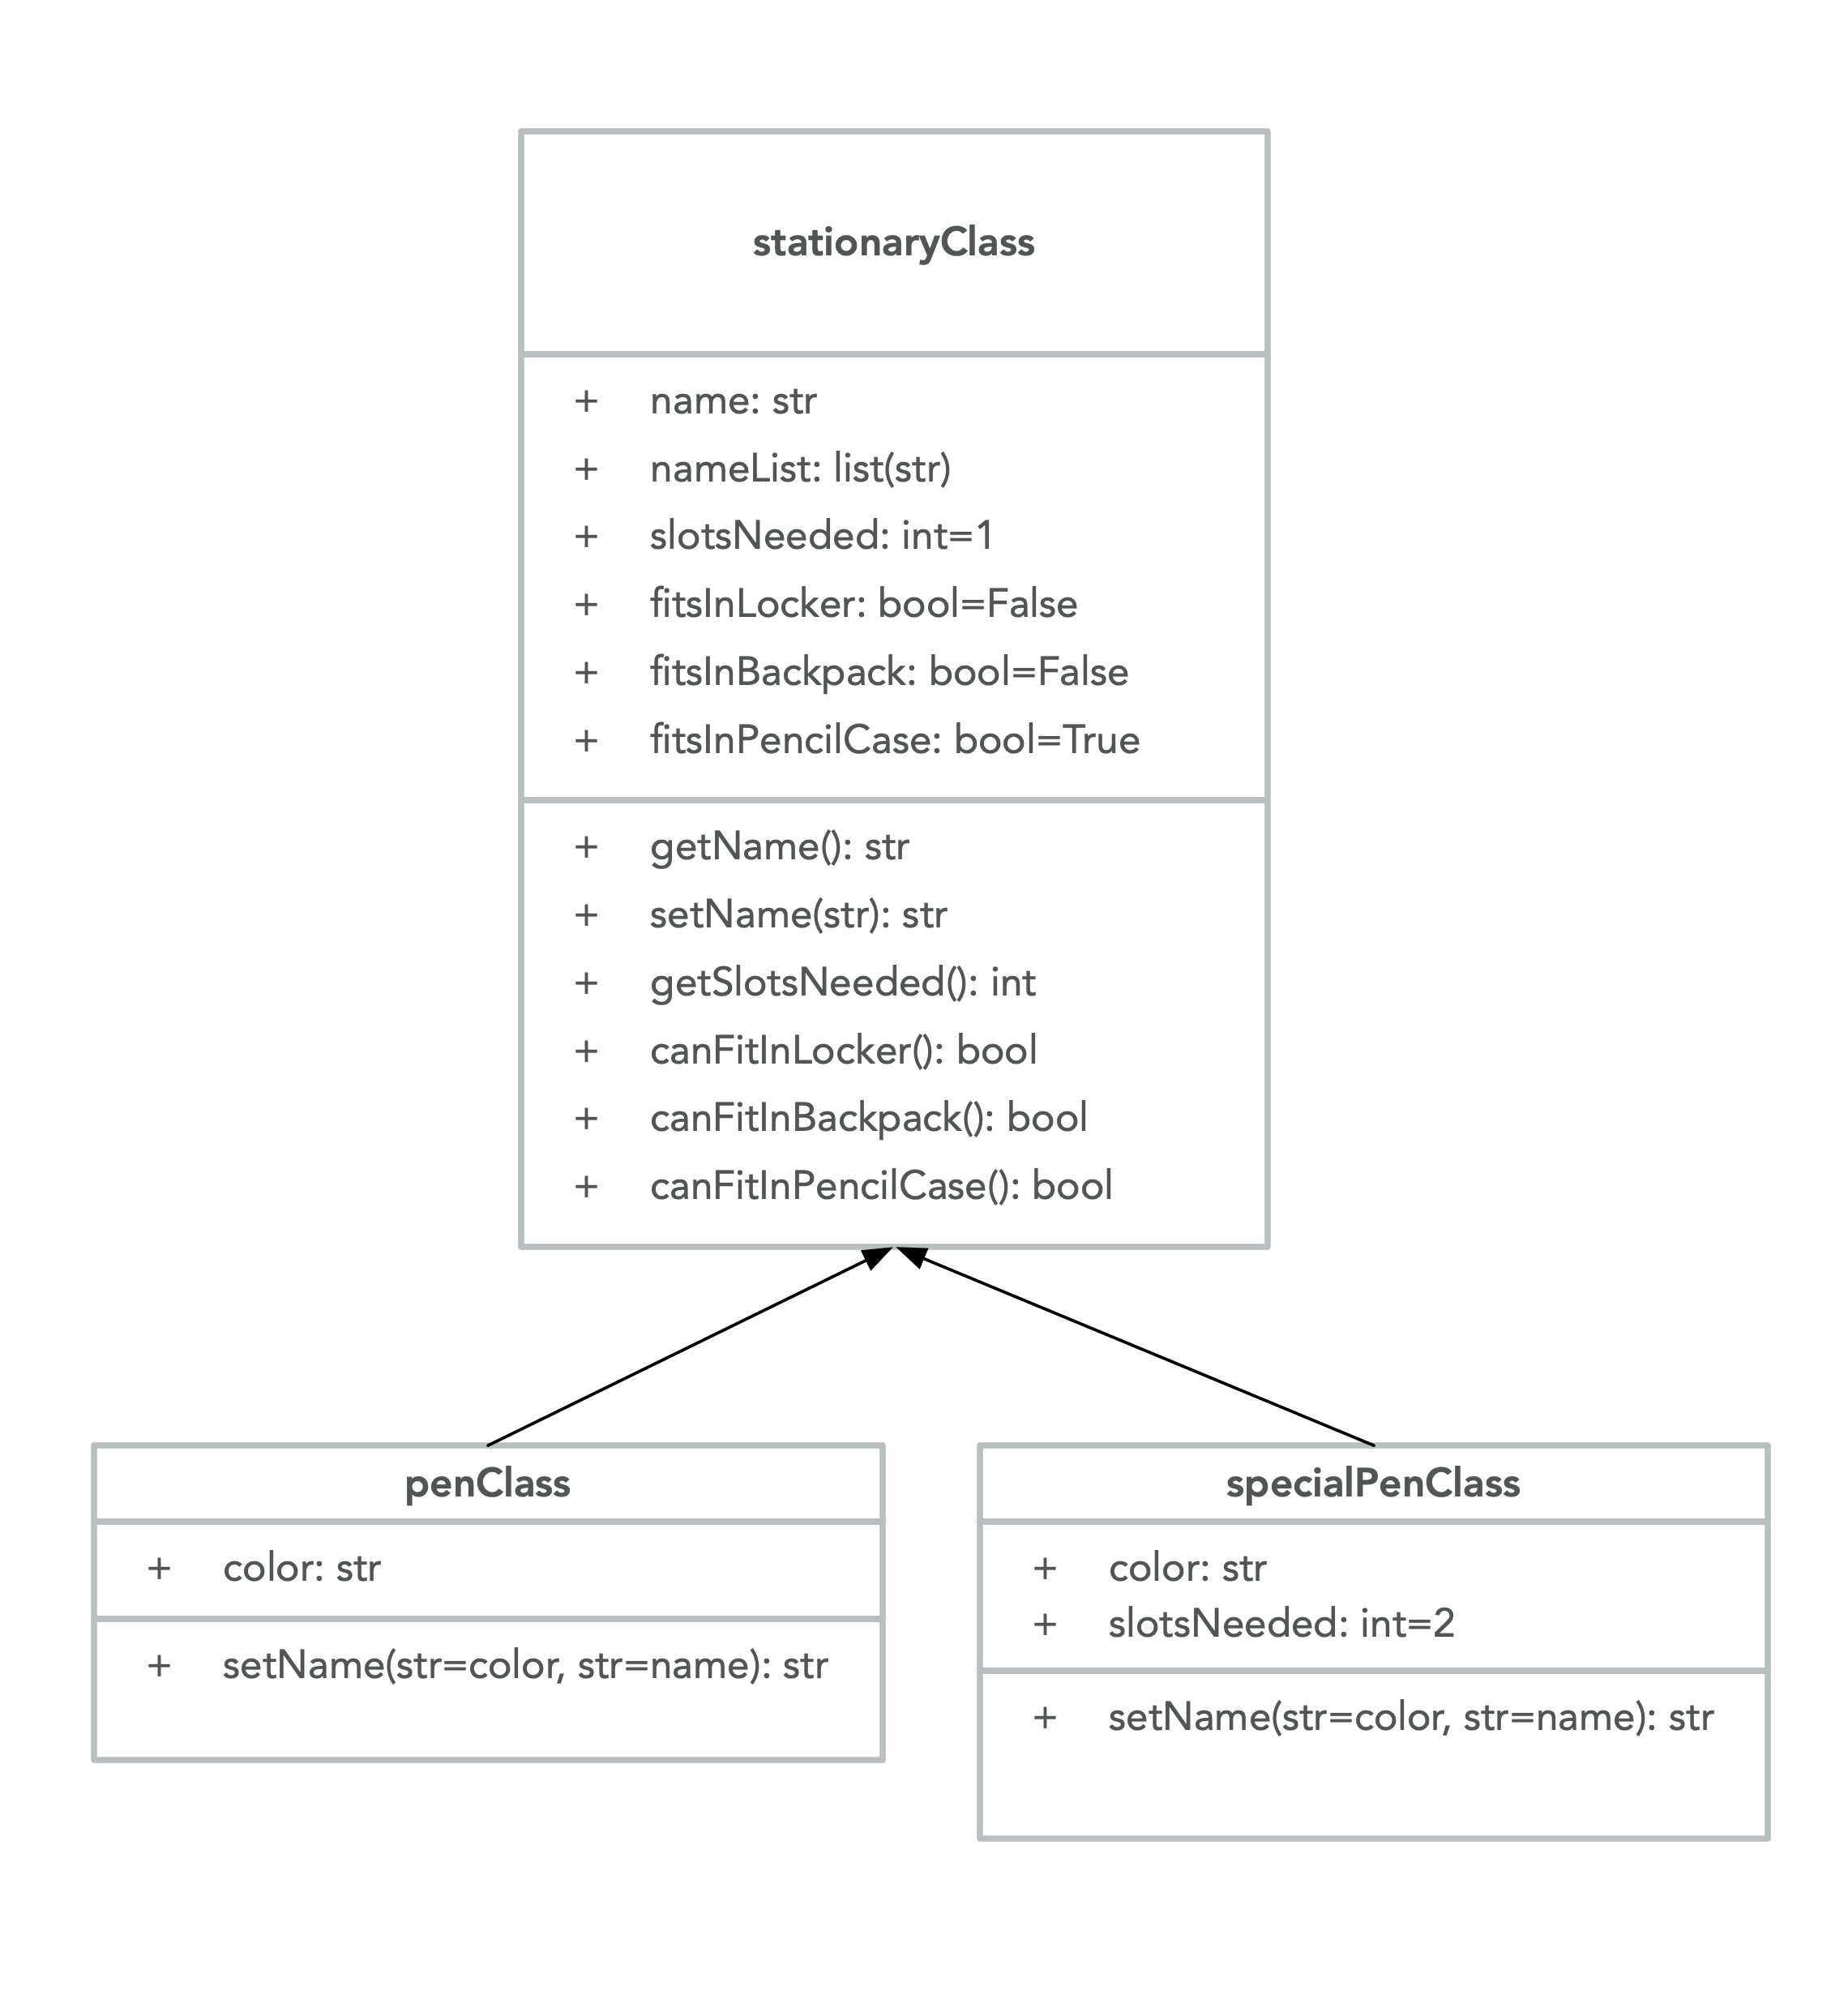 stationaryClass
+ name: str
+ nameList: list(str)
+ slotsNeeded: int=1
+ fitsInLocker: bool=False
+ fitsInBackpack: bool=False
+ fitsInPencilCase: bool=True
+ getName(): str
+ setName(str): str
+ getSlotsNeeded(): int
+ canFitInLocker(): bool
+ canFitInBackpack(): bool
+ canFitInPencilCase(): bool
penClass
+ color: str
+ setName(str=color, str=name): str
specialPenClass
+ color: str
+ slotsNeeded: int=2
+ setName(str=color, str=name): str